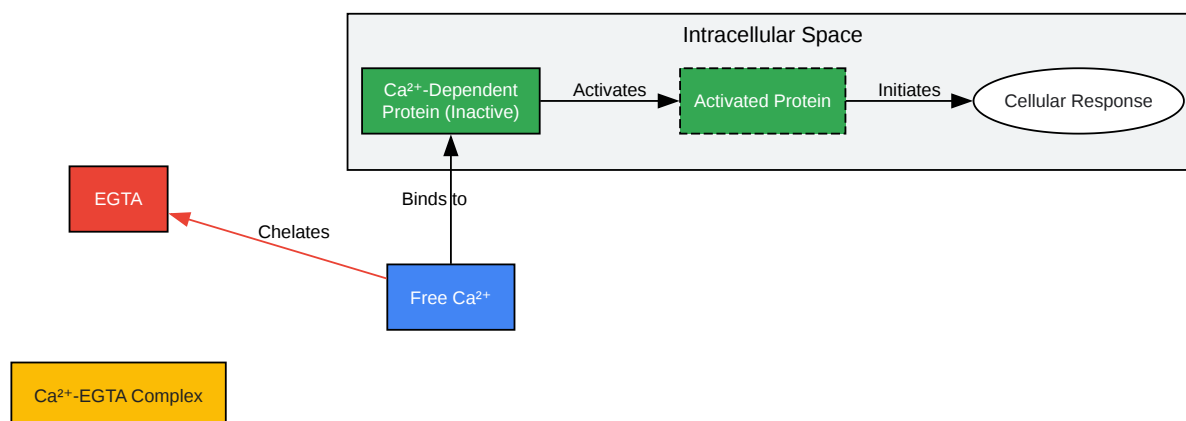 Intracellular Space
Ca²⁺-Dependent
Protein (Inactive)
Activates
Activated Protein
Initiates
Cellular Response
EGTA
Binds to
Chelates
Free Ca²⁺
Ca²⁺-EGTA Complex